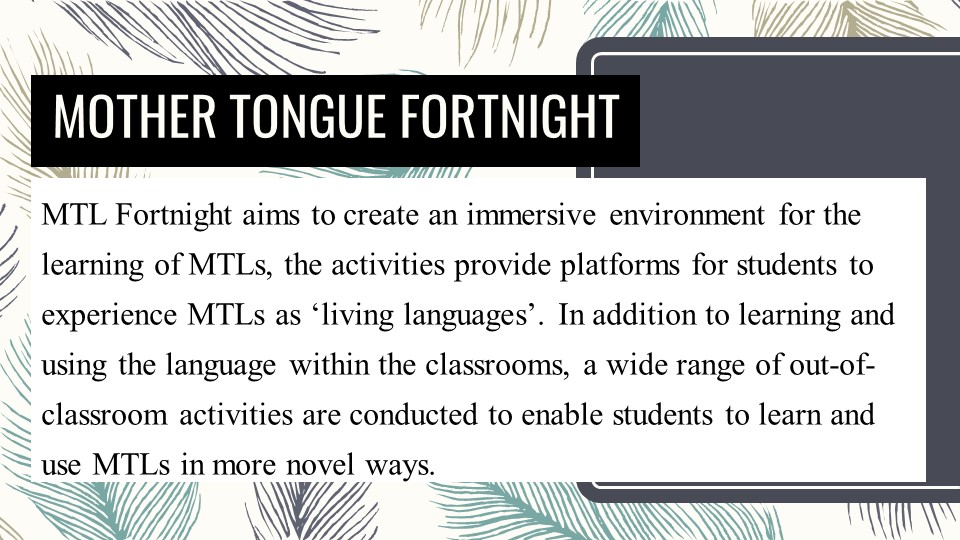 MOTHER TONGUE FORTNIGHT
MTL Fortnight aims to create an immersive environment for the
learning of MTLs, the activities provide platforms for students to
experience MTLs as ‘living languages’. In addition to learning and
using the language within the classrooms, a wide range of out-of-
classroom activities are conducted to enable students to learn and
use MTLs in more novel ways.